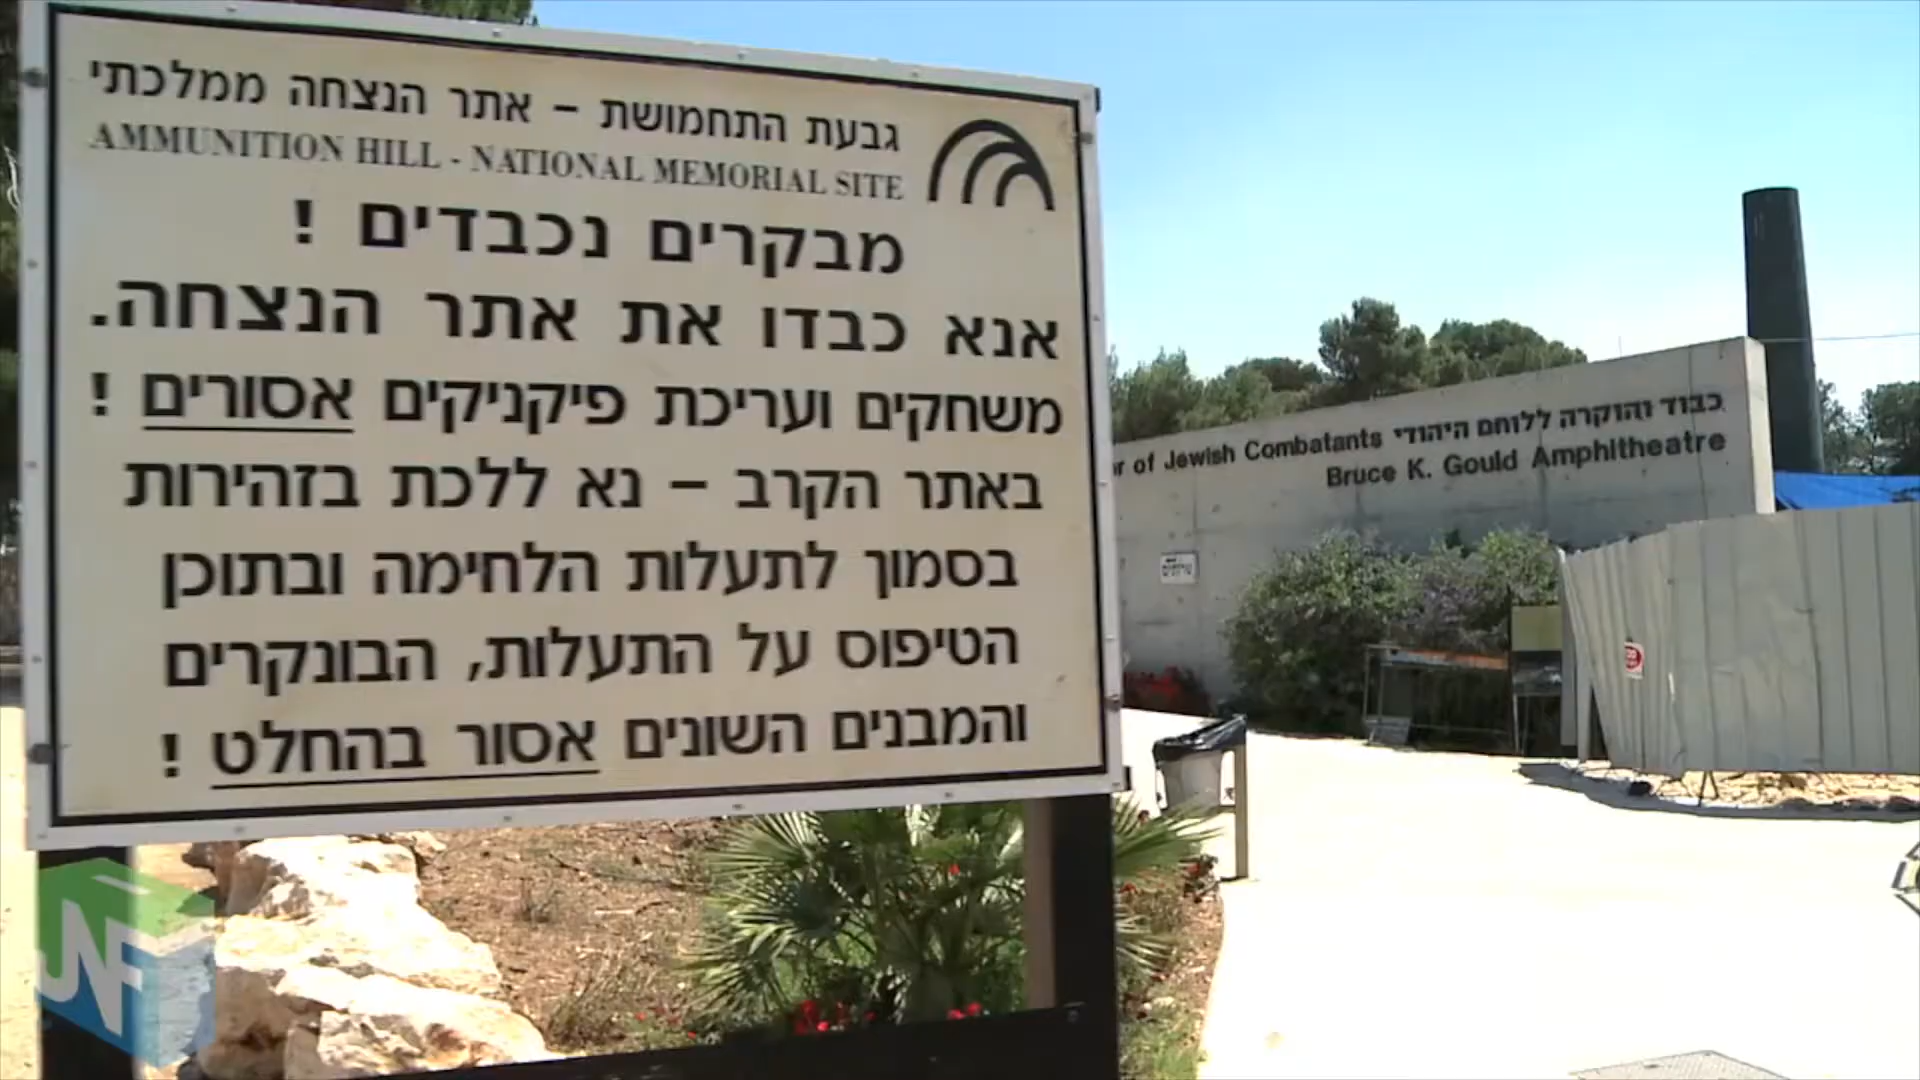 גבעת התחמושת - אתר הנצחה ממלכתי
AMMUNITION HILL - NATIONAL MEMORIAL SITE
מבקרים נכבדים !
אנא כבדו את אתר הנצחה.
משחקים ועריכת פיקניקים אסורים !
באתר הקרב - נא ללכת בזהירות
בסמוך לתעלות הלחימה ובתוכן
הטיפוס על התעלות, הבונקרים
והמבנים השונים אסור בהחלט !
כבוד והוקרה ללוחם היהודי
of Jewish Combatants
Bruce K. Gould Amphitheatre
JNF